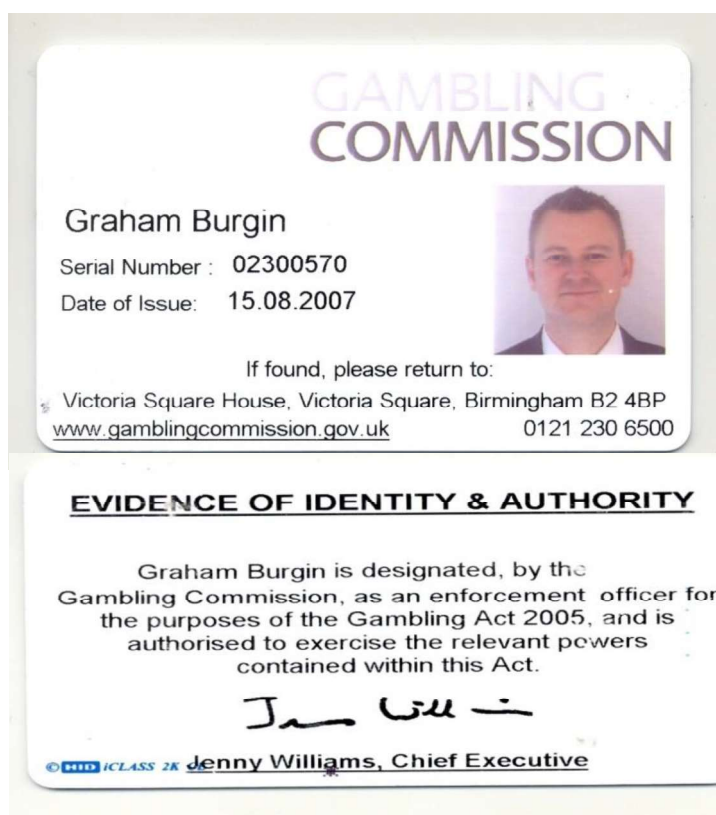 GAMBLING
COMMISSION
Graham Burgin
Serial Number : 02300570
Date of Issue: 15.08.2007
If found, please return to:
Victoria Square House, Victoria Square, Birmingham B2 4BP
www.gamblingcommission.gov.uk 0121 230 6500
EVIDENCE OF IDENTITY & AUTHORITY
Graham Burgin is designated, by the
Gambling Commission, as an enforcement officer for
the purposes of the Gambling Act 2005, and is
authorised to exercise the relevant powers
contained within this Act.
©HID iCLASS 2K Jenny Williams, Chief Executive